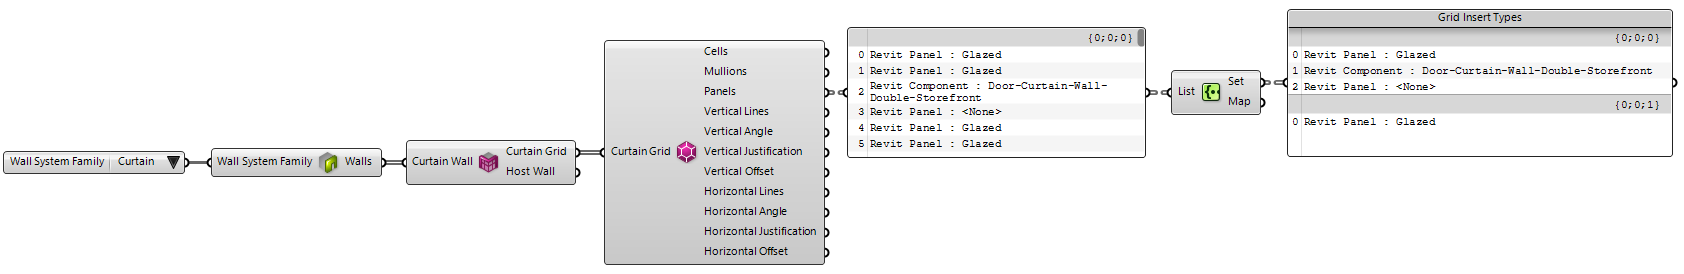 Wall System Family Curtain
Wall System Family Walls
Curtain Wall Curtain Grid
Host Wall
Curtain Grid
Cells
Mullions
Panels
Vertical Lines
Vertical Angle
Vertical Justification
Vertical Offset
Horizontal Lines
Horizontal Angle
Horizontal Justification
Horizontal Offset
{0;0;0}
0 Revit Panel : Glazed
1 Revit Panel : Glazed
2 Revit Component : Door-Curtain-Wall-
Double-Storefront
3 Revit Panel : <None>
4 Revit Panel : Glazed
5 Revit Panel : Glazed
List
Set
Map
Grid Insert Types
{0;0;0}
0 Revit Panel : Glazed
1 Revit Component : Door-Curtain-Wall-Double-Storefront
2 Revit Panel : <None>
{0;0;1}
0 Revit Panel : Glazed